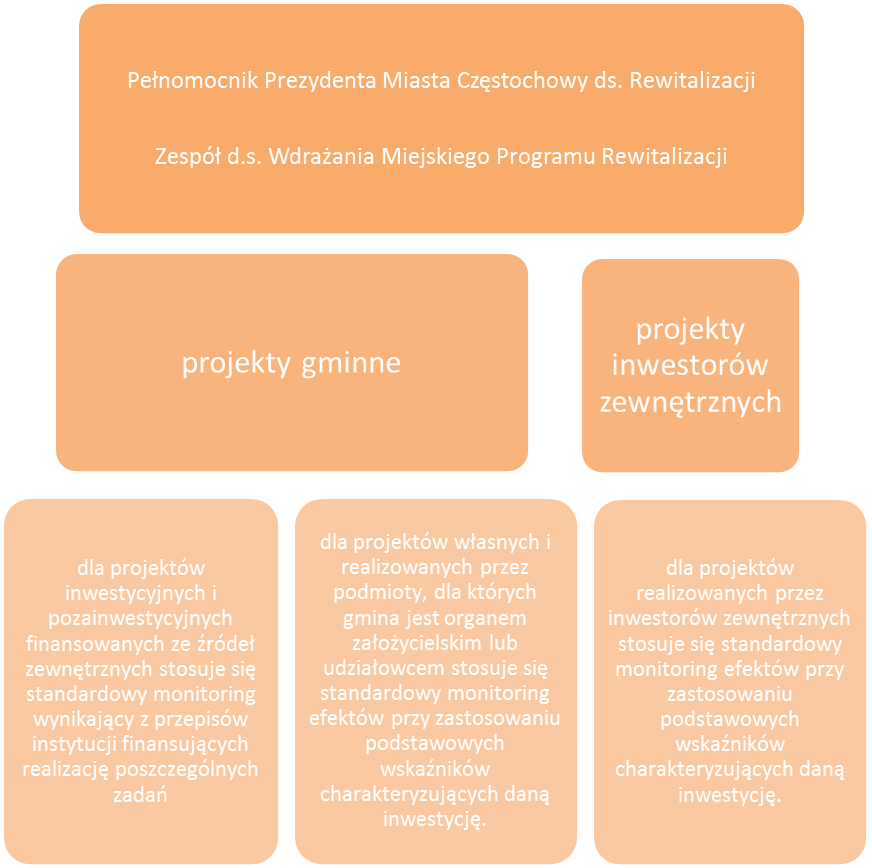 Pełnomocnik Prezydenta Miasta Częstochowy ds. Rewitalizacji
Zespół d.s. Wdrażania Miejskiego Programu Rewitalizacji
projekty gminne
projekty
inwestorów
zewnętrznych
dla projektów
inwestycyjnych i
pozainwestycyjnych
finansowanych ze źródeł
zewnętrznych stosuje się
standardowy monitoring
wynikający z przepisów
instytucji finansujących
realizację poszczególnych
zadań
dla projektów własnych i
realizowanych przez
podmioty, dla których
gmina jest organem
założycielskim lub
udziałowcem stosuje się
standardowy monitoring
efektów przy zastosowaniu
podstawowych
wskaźników
charakteryzujących daną
inwestycję.
dla projektów
realizowanych przez
inwestorów zewnętrznych
stosuje się standardowy
monitoring efektów przy
zastosowaniu
podstawowych
wskaźników
charakteryzujących daną
inwestycję.